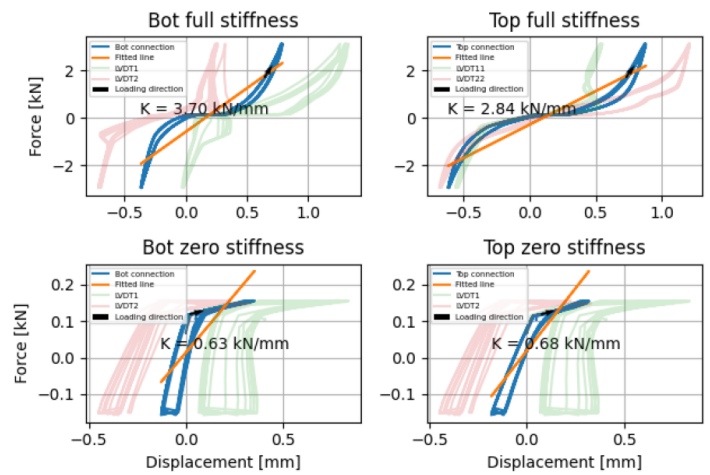 Bot full stiffness
Bot connection
Fitted line
LVDT1
LVDT2
Loading direction
K = 3.70 kN/mm
Force [kN]
2
0
−2
−0.5
0.0
0.5
1.0
Top full stiffness
Top connection
Fitted line
LVDT11
LVDT22
Loading direction
K = 2.84 kN/mm
2
0
−2
−0.5
0.0
0.5
1.0
Bot zero stiffness
Bot connection
Fitted line
LVDT1
LVDT2
Loading direction
K = 0.63 kN/mm
Force [kN]
0.2
0.1
0.0
−0.1
−0.5
0.0
0.5
Displacement [mm]
Top zero stiffness
Top connection
Fitted line
LVDT1
LVDT2
Loading direction
K = 0.68 kN/mm
0.2
0.1
0.0
−0.1
−0.5
0.0
0.5
Displacement [mm]